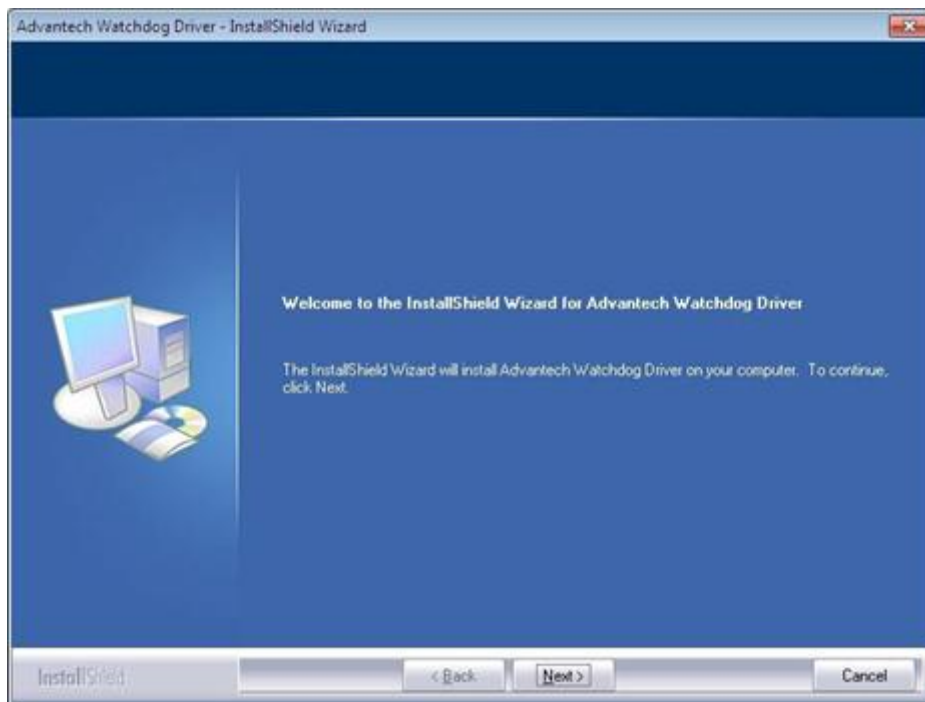 Advantech Watchdog Driver - InstallShield Wizard
Welcome to the InstallShield Wizard for Advantech Watchdog Driver
The InstallShield Wizard will install Advantech Watchdog Driver on your computer. To continue,
click Next.
InstallShield
< Back
Next >
Cancel